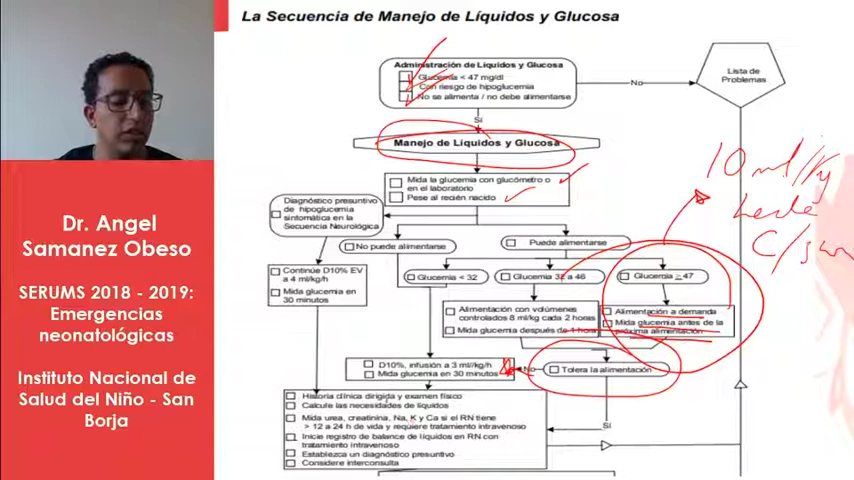 La Secuencia de Manejo de Líquidos y Glucosa
Administración de Líquidos y Glucosa
Glucemia < 47 mg/dl
Con riesgo de hipoglucemia
No se alimenta / no debe alimentarse
No
Lista de
Problemas
Sí
Manejo de Líquidos y Glucosa
Mida la glucemia con glucómetro o
en el laboratorio
Pese al recién nacido
Diagnóstico presuntivo
de hipoglucemia
sintomática en la
Secuencia Neurológica
No puede alimentarse
Puede alimentarse
Continúe D10% EV
a 4 ml/kg/h
Mida glucemia en
30 minutos
Glucemia < 32
Glucemia 32 a 46
Glucemia ≥ 47
Alimentación con volúmenes
controlados 8 ml/kg cada 2 horas
Mida glucemia después de 1 hora
Alimentación a demanda
Mida glucemia antes de la
próxima alimentación
D10%, infusión a 3 ml/kg/h
Mida glucemia en 30 minutos
No
Tolera la alimentación
Sí
Historia clínica dirigida y examen físico
Calcule las necesidades de líquidos
Mida urea, creatinina, Na, K y Ca si el RN tiene
> 12 a 24 h de vida y requiere tratamiento intravenoso
Inicie registro de balance de líquidos en RN con
tratamiento intravenoso
Establezca un diagnóstico presuntivo
Considere interconsulta
10 ml/Kg
leche
Dr. Angel
Samanez Obeso
SERUMS 2018 - 2019:
Emergencias
neonatológicas
Instituto Nacional de
Salud del Niño - San
Borja